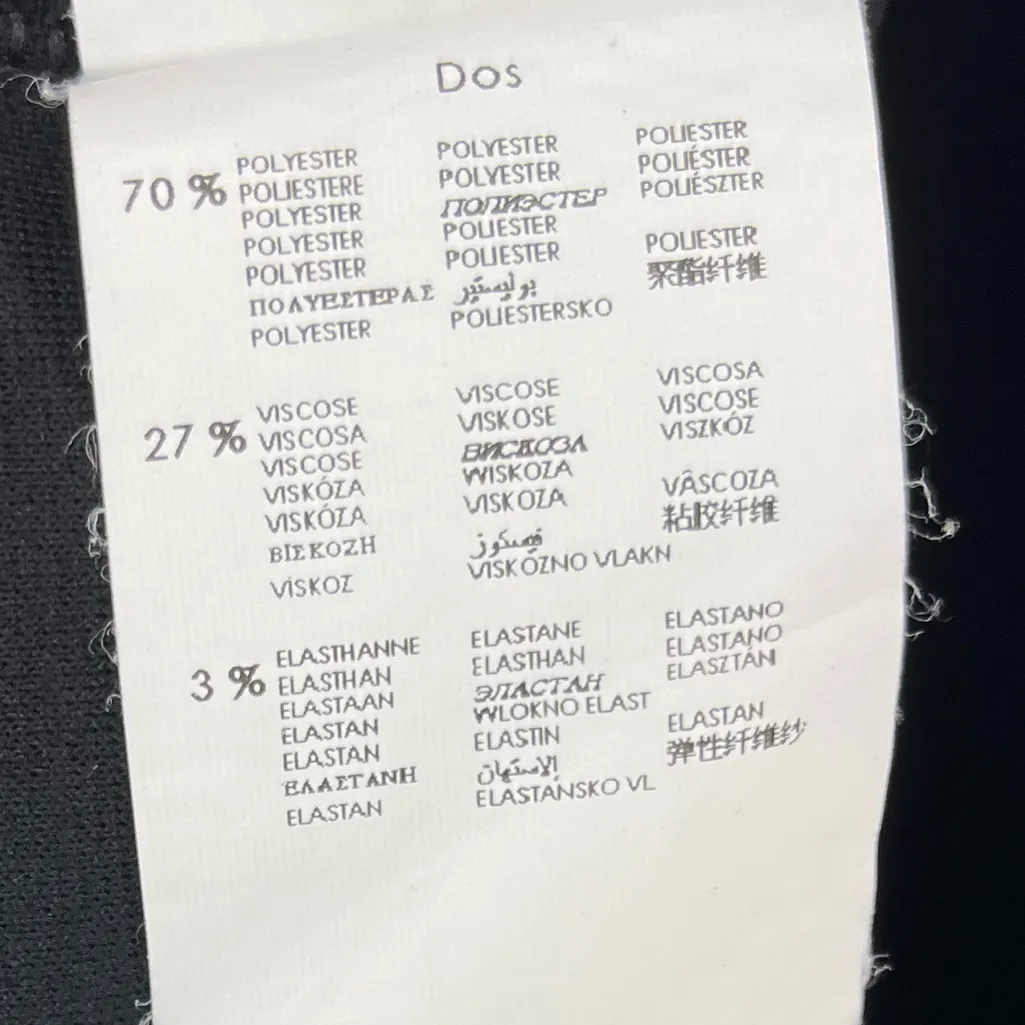 Dos
70 % POLYESTER POLYESTER POLIESTER
POLIESTERE POLYESTER POLIÉSTER
POLYESTER ПОЛИЭСТЕР POLIÉSZTER
POLYESTER POLIESTER
POLYESTER POLIESTER POLIESTER
ΠΟΛΥΕΣΤΕΡΑΣ بوليستير 聚酯纤维
POLYESTER POLIESTERSKO
27 % VISCOSE VISCOSE VISCOSA
VISCOSA VISKOSE VISCOSE
VISCOSE ВИСКОЗА VISZKÓZ
VISKÓZA WISKOZA
VISKÓZA VISKOZA VÂSCOZA
ΒΙΣΚΟΖΗ فسكوز 粘胶纤维
VİSKOZ VISKÓZNO VLAKN
3 % ELASTHANNE ELASTANE ELASTANO
ELASTHAN ELASTHAN ELASTANO
ELASTAAN ЭЛАСТАН ELASZTÁN
ELASTAN WLOKNO ELAST
ELASTAN ELASTIN ELASTAN
ΕΛΑΣΤΑΝΗ 弹性纤维纱
ELASTAN ELASTANSKO VL